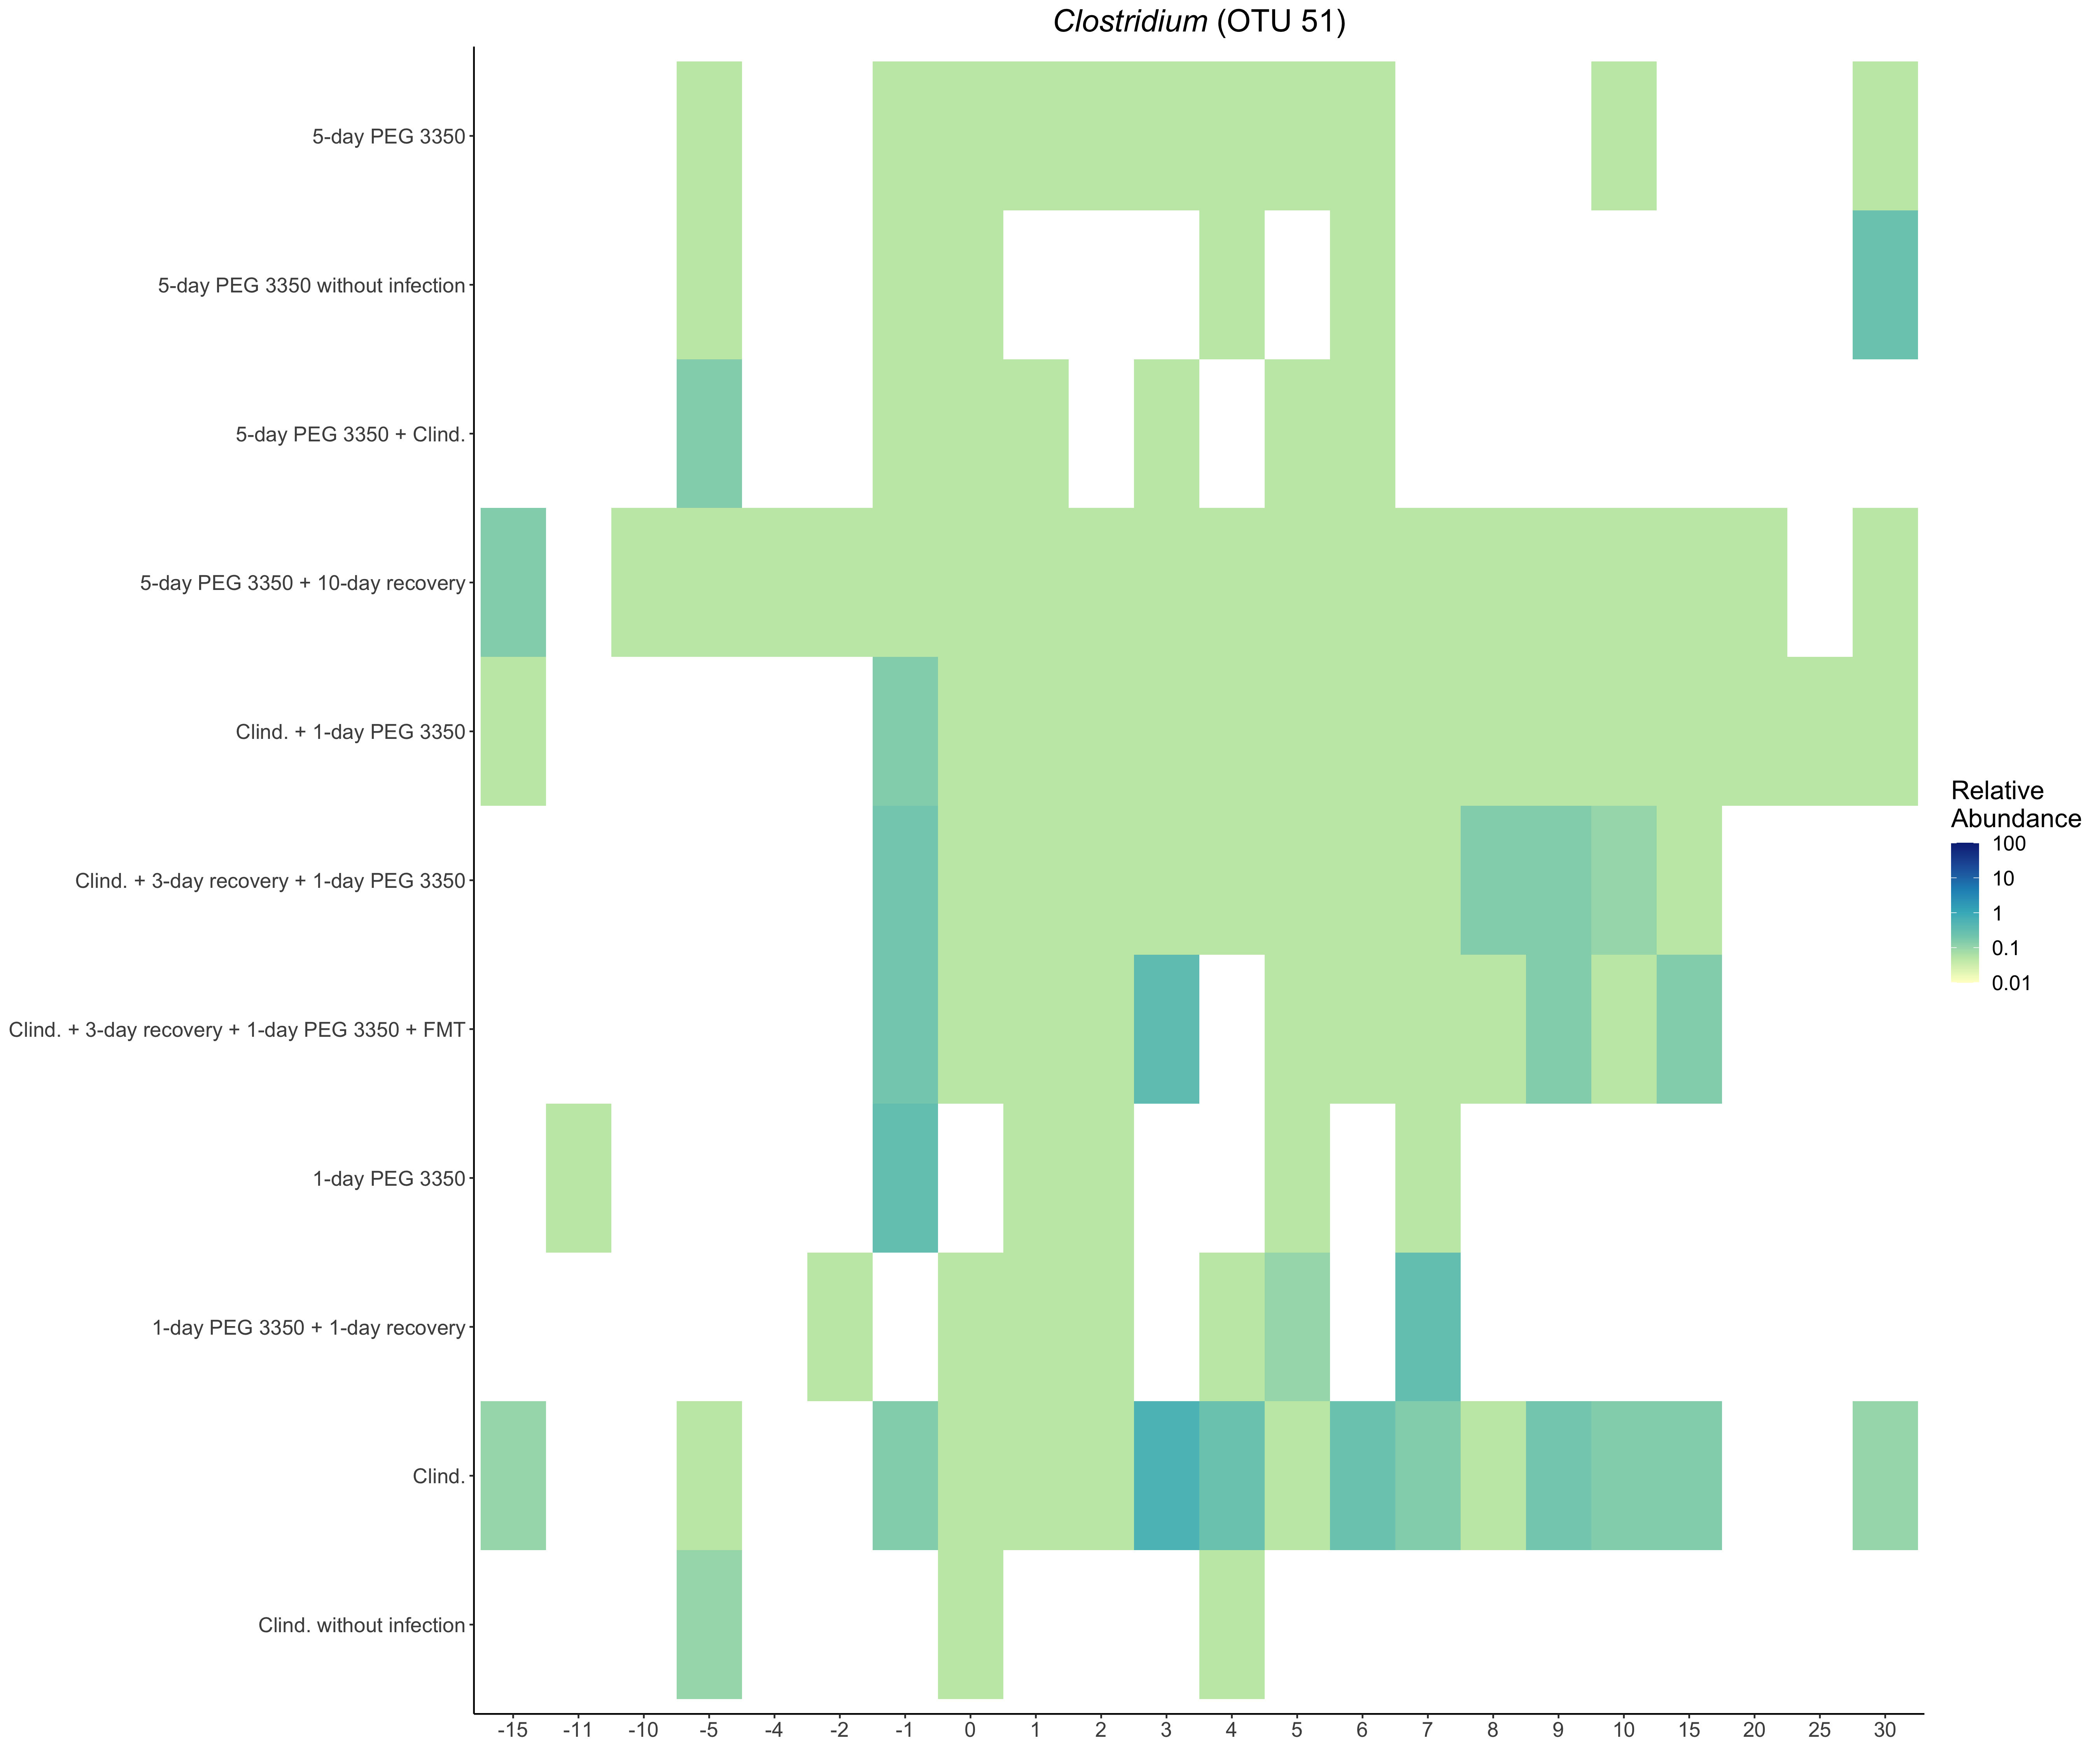 Clostridium (OTU 51)
5-day PEG 3350
5-day PEG 3350 without infection
5-day PEG 3350 + Clind.
5-day PEG 3350 + 10-day recovery
Clind. + 1-day PEG 3350
Clind. + 3-day recovery + 1-day PEG 3350
Clind. + 3-day recovery + 1-day PEG 3350 + FMT
1-day PEG 3350
1-day PEG 3350 + 1-day recovery
Clind.
Clind. without infection
-15 -11 -10 -5 -4 -2 -1 0 1 2 3 4 5 6 7 8 9 10 15 20 25 30
Relative
Abundance
100
10
1
0.1
0.01